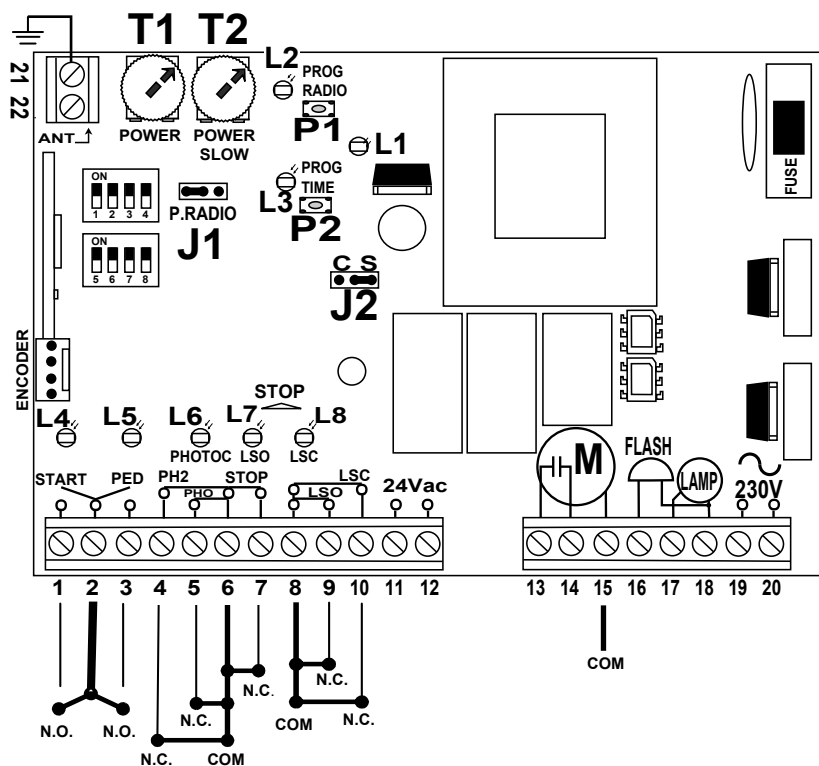 T1 T2
L2
PROG
RADIO
P1
21
22
ANT.
POWER
POWER
SLOW
L1
FUSE
ON
1 2 3 4
P.RADIO
J1
L3
PROG
TIME
P2
ON
5 6 7 8
C S
J2
ENCODER
STOP
L4 L5 L6 L7 L8
PHOTOC LSO LSC
M
FLASH
LAMP
230V
START PED PH2 PHO STOP LSO LSC 24Vac
1 2 3 4 5 6 7 8 9 10 11 12 13 14 15 16 17 18 19 20
COM
N.O. N.O.
N.C. N.C. N.C.
COM N.C.
N.C. COM